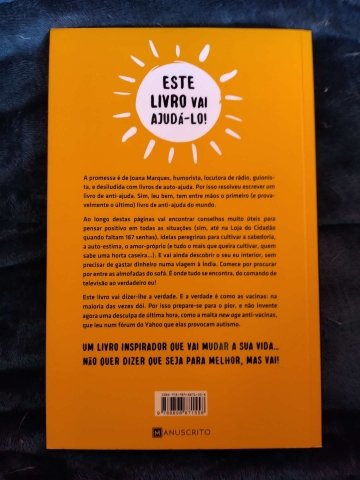 ESTE
LIVRO VAI
AJUDÁ-LO!
A promessa é de Joana Marques, humorista, locutora de rádio, guionis-
ta, e desiludida com livros de auto-ajuda. Por isso resolveu escrever um
livro de anti-ajuda. Sim, leu bem, tem entre mãos o primeiro (e prova-
velmente o último) livro de anti-ajuda do mundo.
Ao longo destas páginas vai encontrar conselhos muito úteis para
pensar positivo em todas as situações (sim, até na Loja do Cidadão
quando faltam 167 senhas), ideias peregrinas para cultivar a sabedoria,
a auto-estima, o amor-próprio (e tudo o mais que queira cultivar, quem
sabe uma horta caseira...). E vai ainda descobrir o seu eu interior, sem
precisar de gastar dinheiro numa viagem à Índia. Comece por procurar
por entre as almofadas do sofá. É onde tudo se encontra, do comando de
televisão ao verdadeiro eu!
Este livro vai dizer-lhe a verdade. E a verdade é como as vacinas: na
maioria das vezes dói. Por isso prepare-se para o pior, e não invente
agora uma desculpa de última hora, como a malta new age anti-vacinas,
que leu num fórum do Yahoo que elas provocam autismo.
UM LIVRO INSPIRADOR QUE VAI MUDAR A SUA VIDA...
NÃO QUER DIZER QUE SEJA PARA MELHOR, MAS VAI!
MANUSCRITO